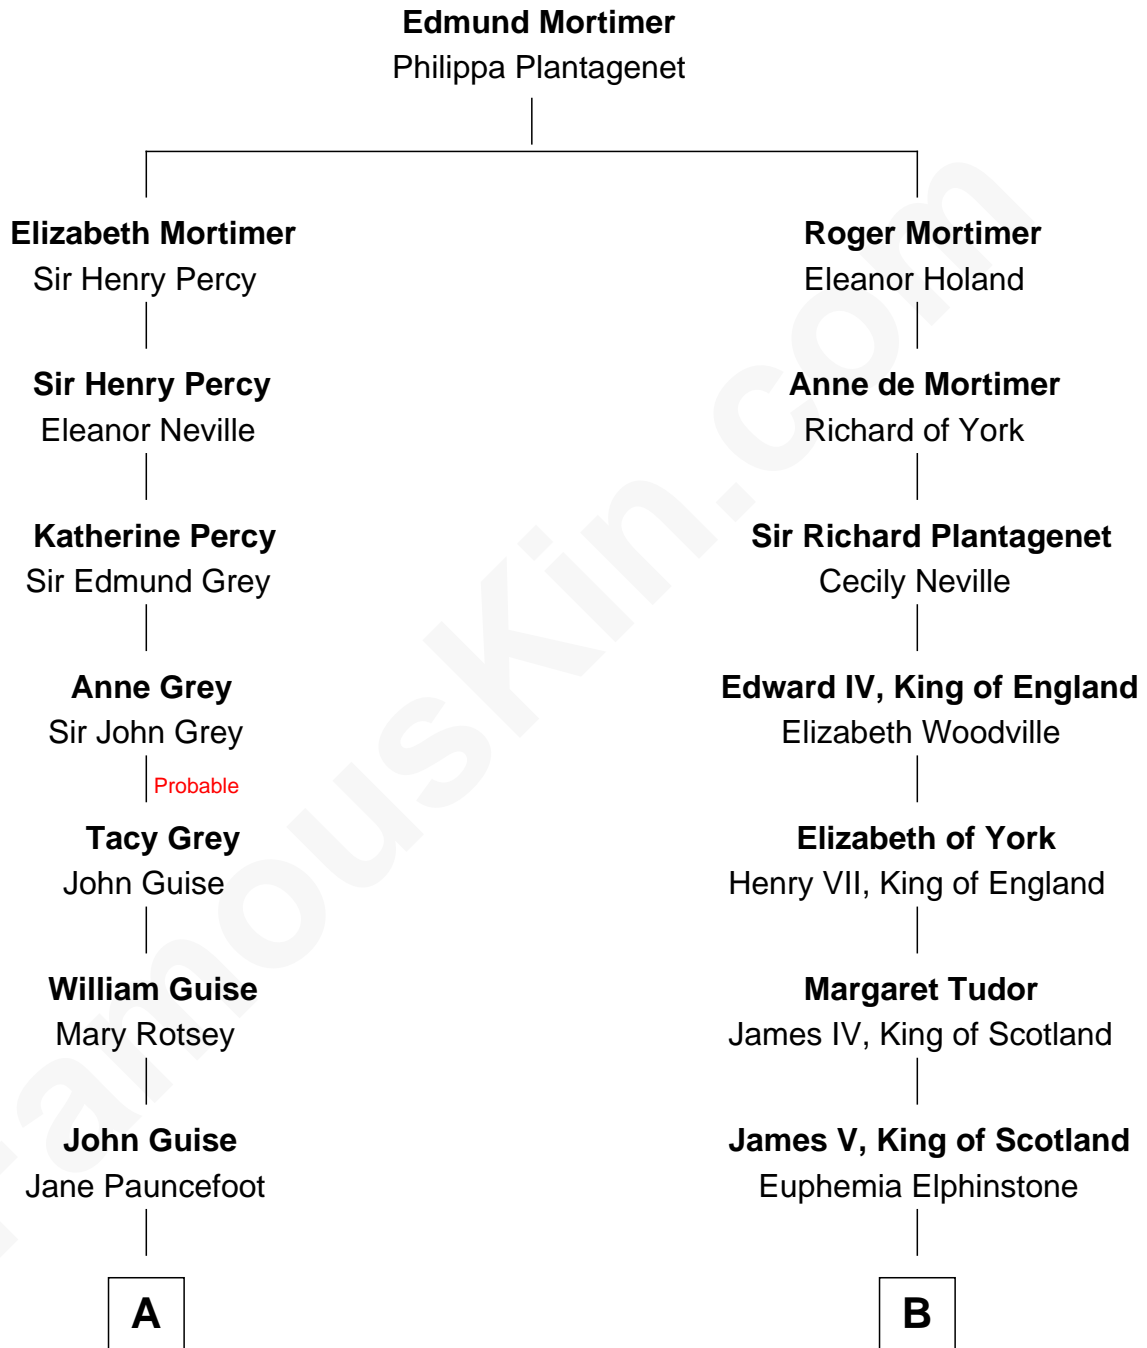 Edmund Mortimer
Philippa Plantagenet
Elizabeth Mortimer
Sir Henry Percy
Roger Mortimer
Eleanor Holand
Sir Henry Percy
Eleanor Neville
Anne de Mortimer
Richard of York
Katherine Percy
Sir Edmund Grey
Sir Richard Plantagenet
Cecily Neville
Anne Grey
Sir John Grey
Edward IV, King of England
Elizabeth Woodville
Probable
Tacy Grey
John Guise
Elizabeth of York
Henry VII, King of England
William Guise
Mary Rotsey
Margaret Tudor
James IV, King of Scotland
John Guise
Jane Pauncefoot
James V, King of Scotland
Euphemia Elphinstone
A
B
FamousKin.com